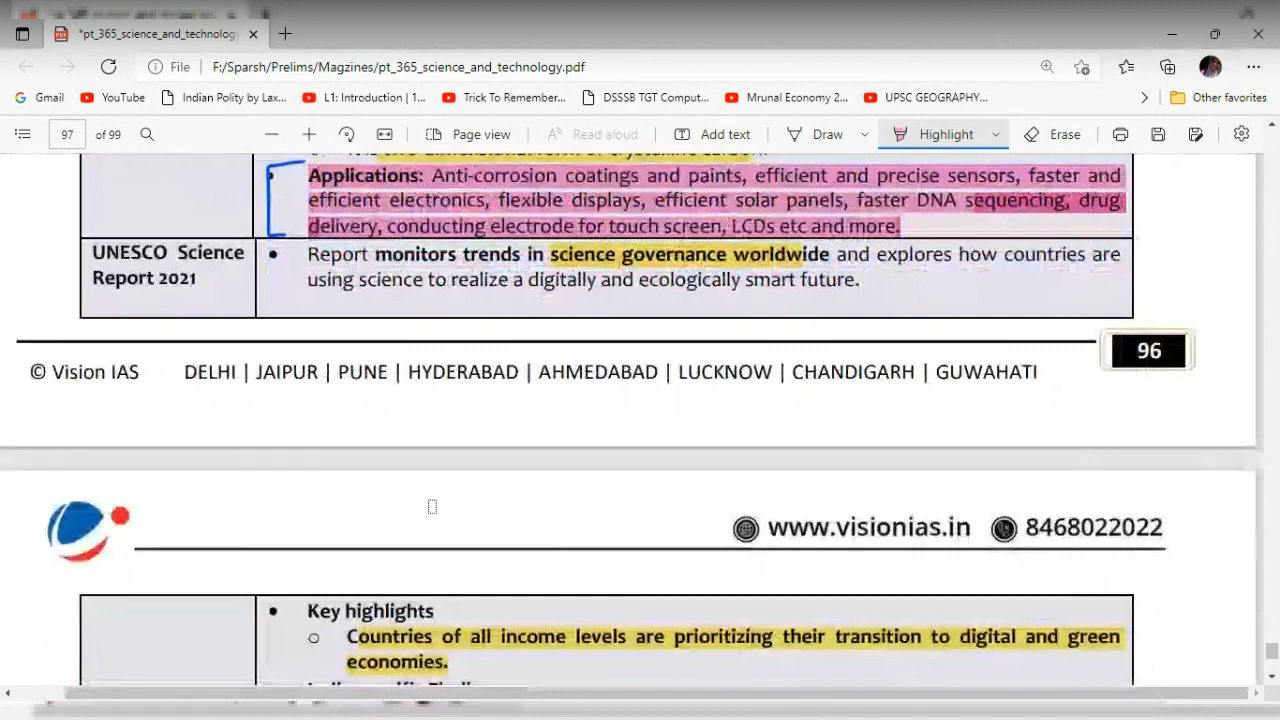 *pt_365_science_and_technology
File F:/Sparsh/Prelims/Magzines/pt_365_science_and_technology.pdf
Gmail YouTube Indian Polity by Lax... L1: Introduction | 1... Trick To Remember... DSSSB TGT Comput... Mrunal Economy 2... UPSC GEOGRAPHY... Other favorites
97 of 99 Page view Read aloud Add text Draw Highlight Erase
• Applications: Anti-corrosion coatings and paints, efficient and precise sensors, faster and
efficient electronics, flexible displays, efficient solar panels, faster DNA sequencing, drug
delivery, conducting electrode for touch screen, LCDs etc and more.
UNESCO Science
Report 2021
• Report monitors trends in science governance worldwide and explores how countries are
using science to realize a digitally and ecologically smart future.
96
© Vision IAS DELHI | JAIPUR | PUNE | HYDERABAD | AHMEDABAD | LUCKNOW | CHANDIGARH | GUWAHATI
www.visionias.in 8468022022
• Key highlights
o Countries of all income levels are prioritizing their transition to digital and green
economies.